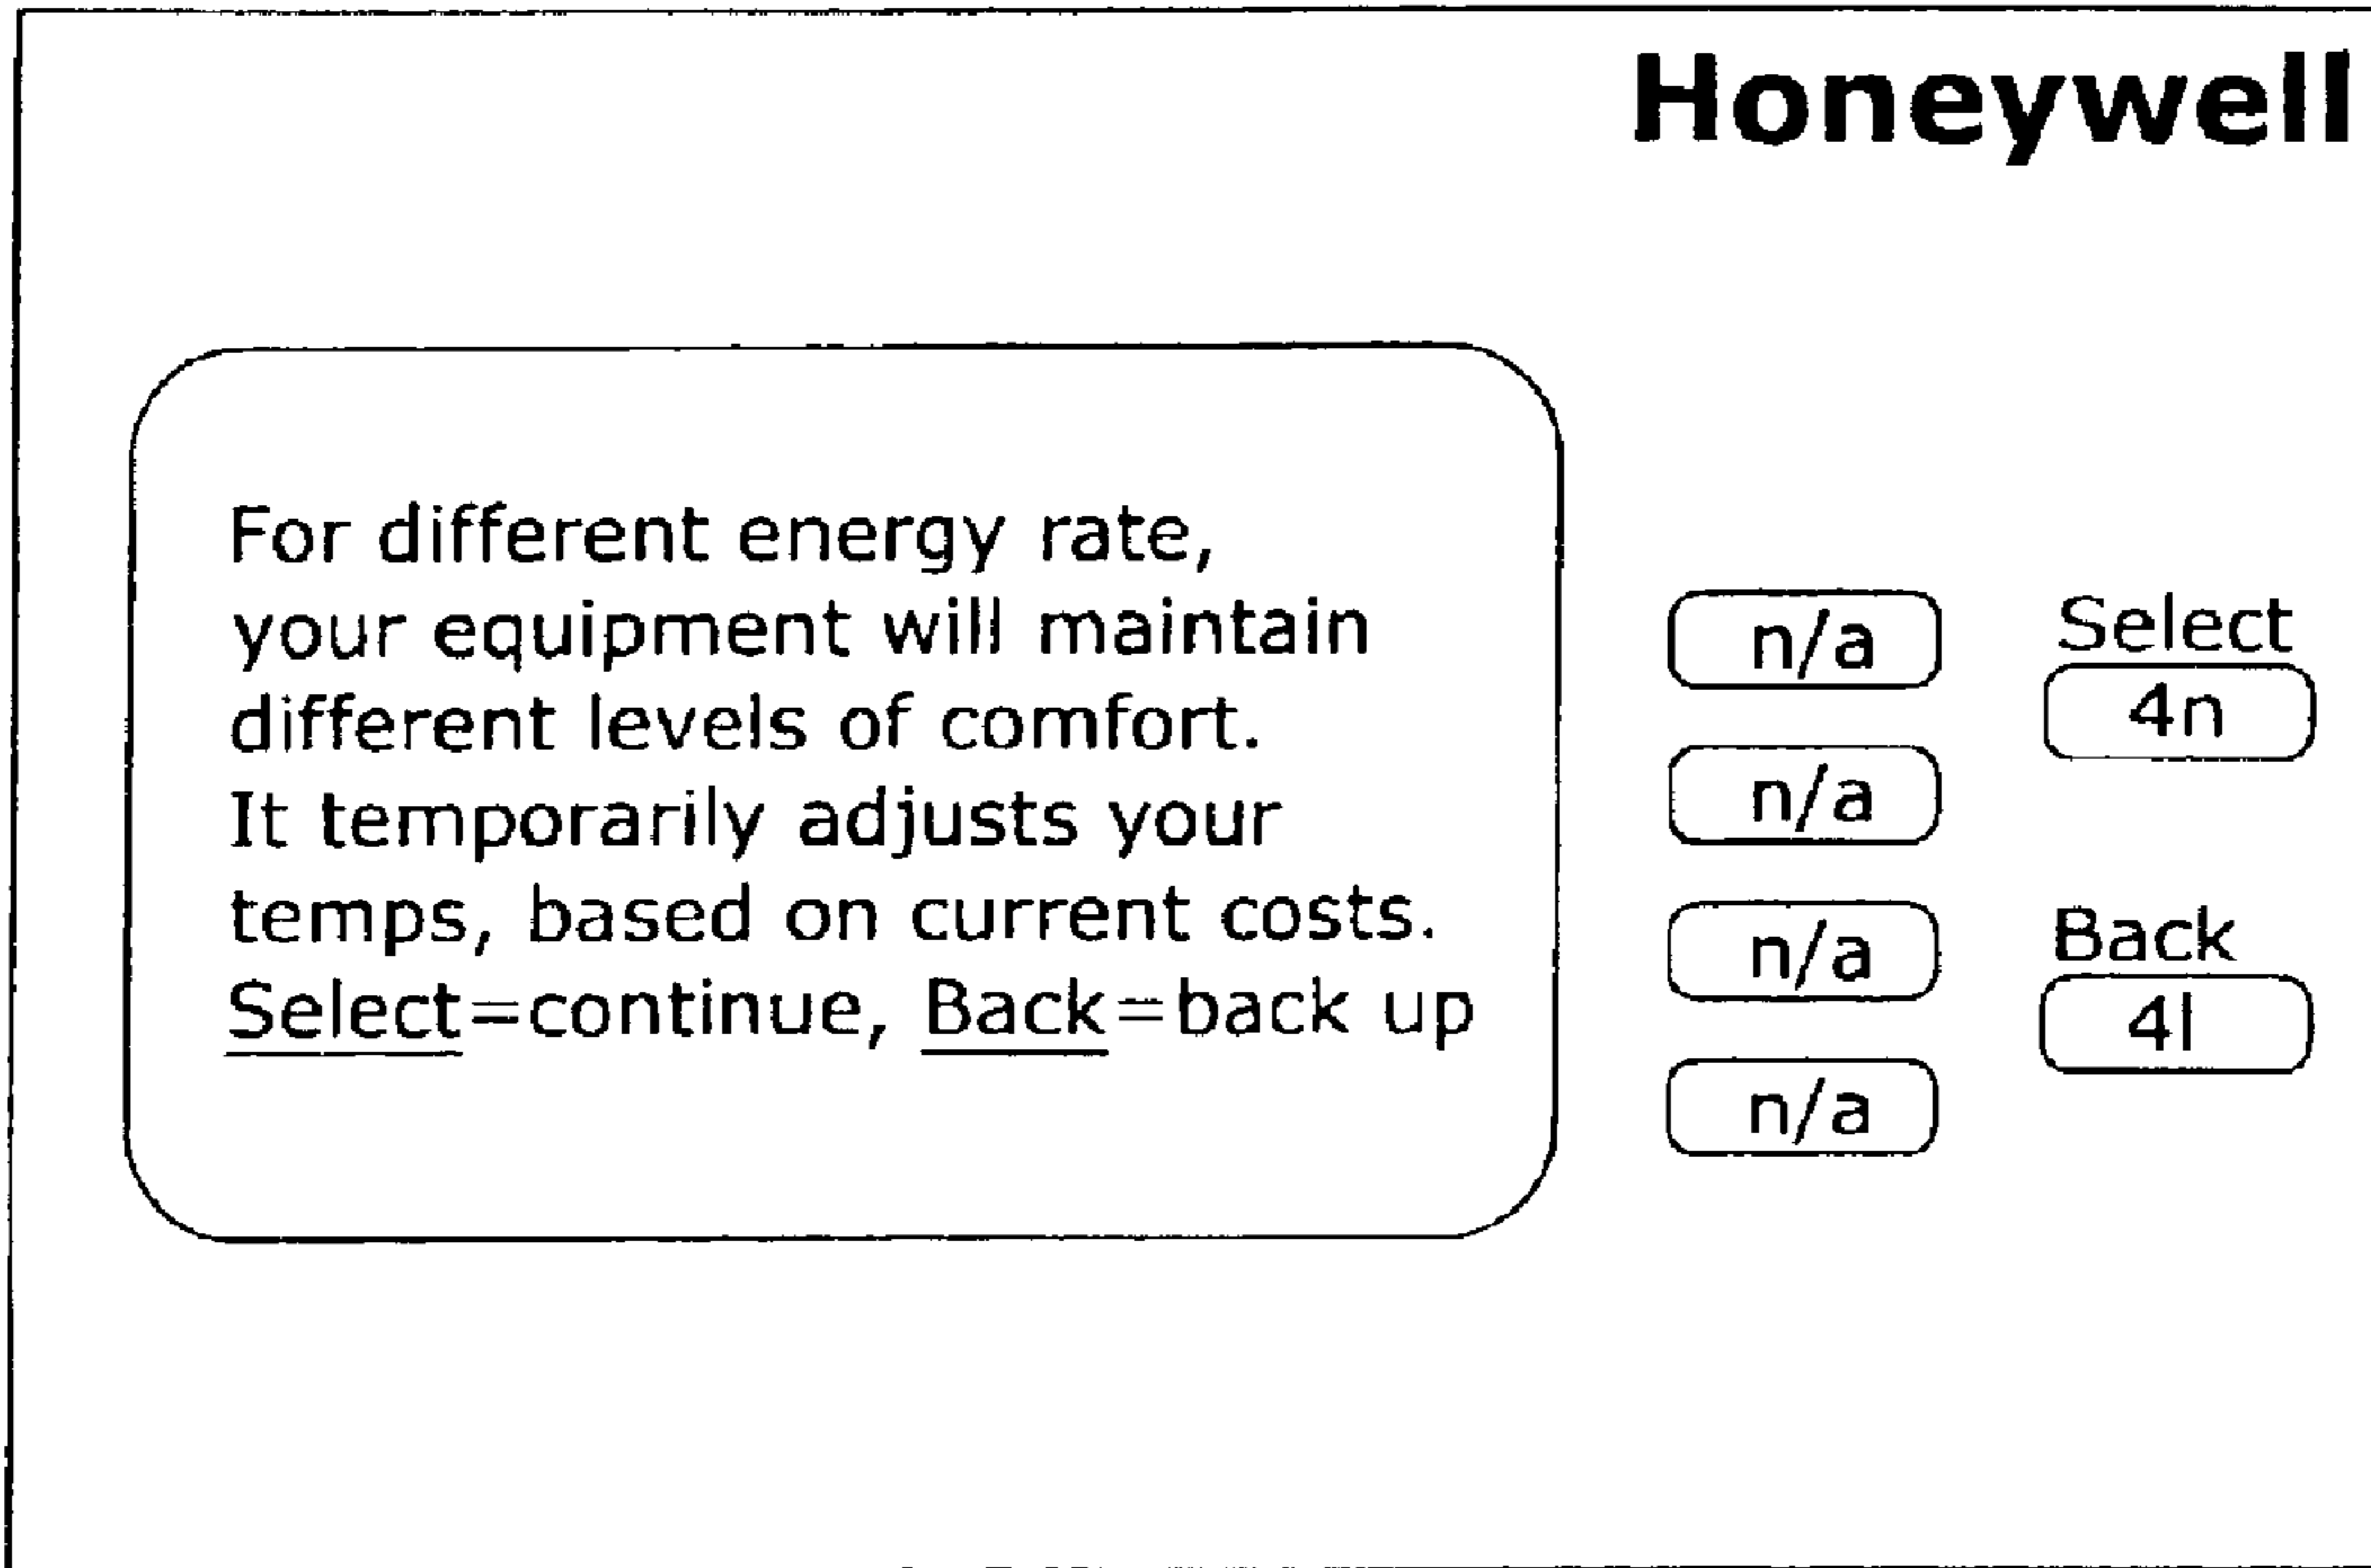 Honeywell
For different energy rate,
your equipment will maintain
different levels of comfort.
It temporarily adjusts your
temps, based on current costs.
Select=continue, Back=back up
n/a
n/a
n/a
n/a
Select
4n
Back
4l